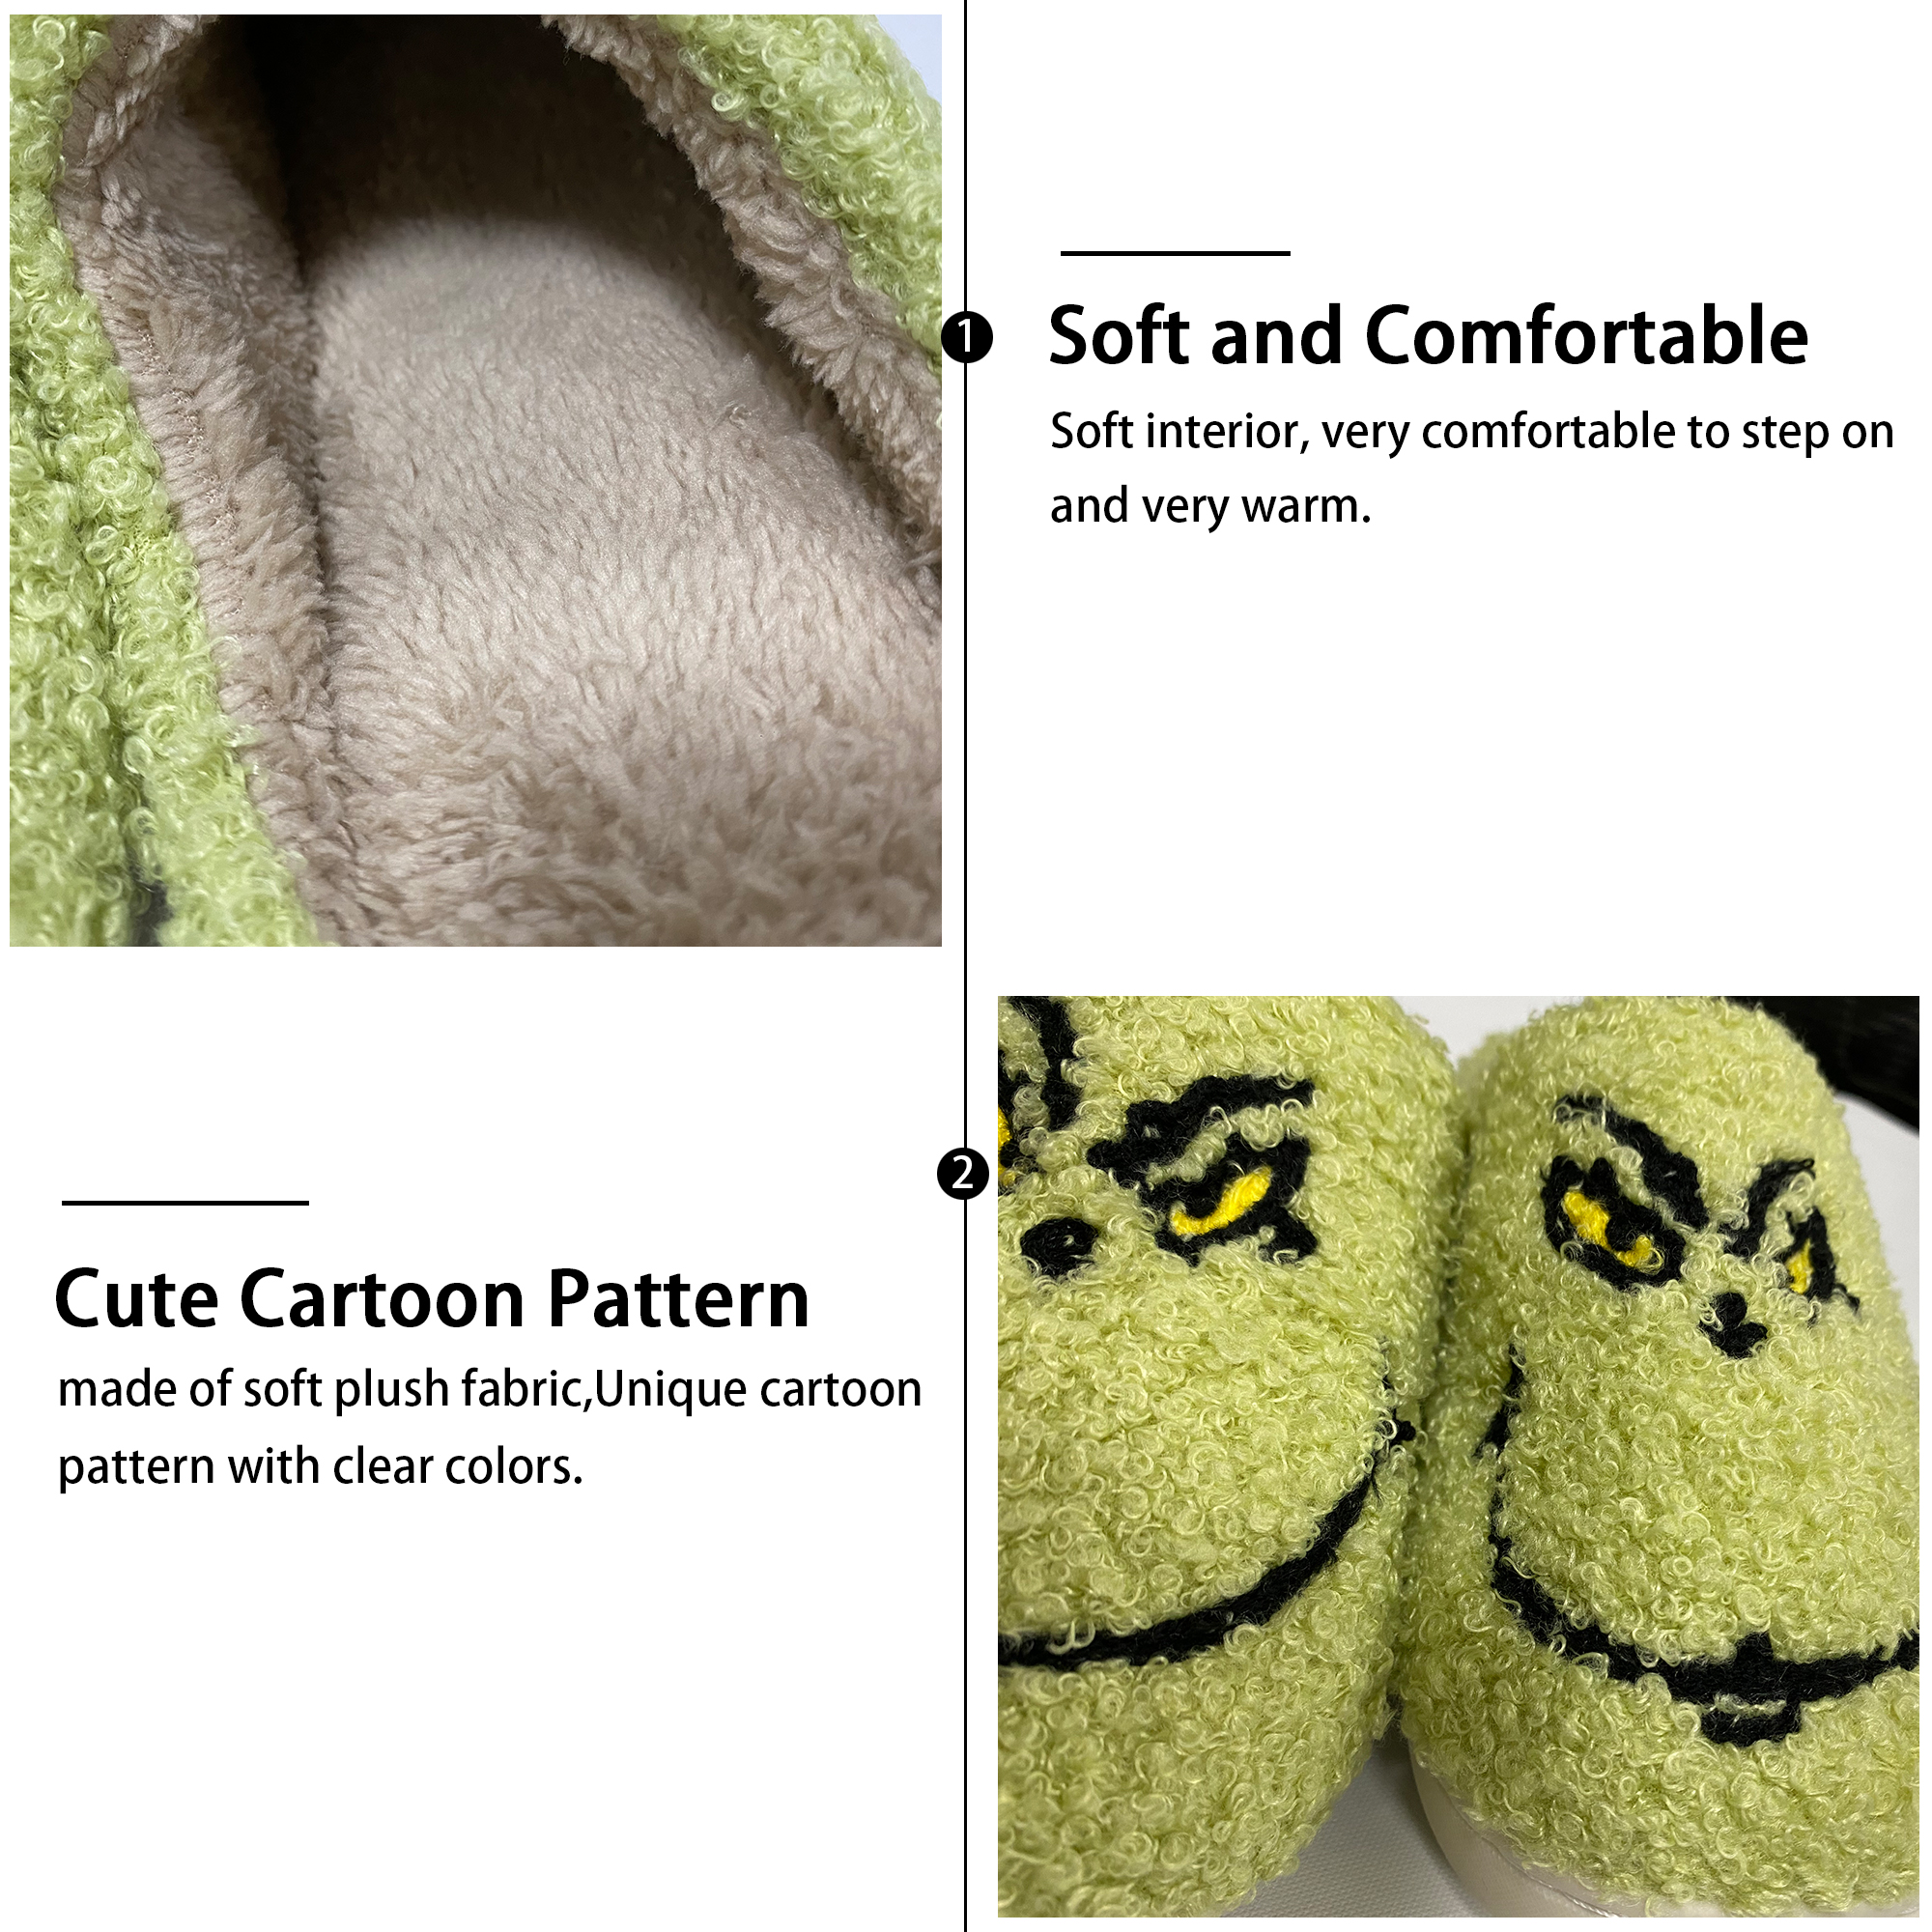 1
Soft and Comfortable
Soft interior, very comfortable to step on
and very warm.
2
Cute Cartoon Pattern
made of soft plush fabric,Unique cartoon
pattern with clear colors.